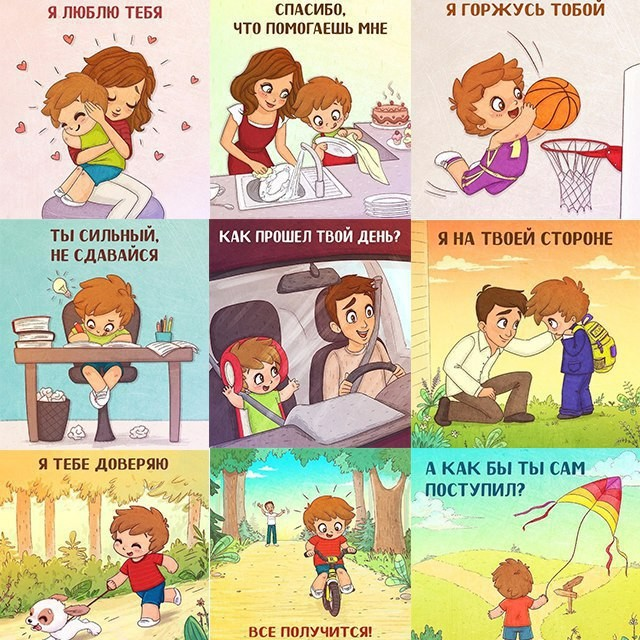 Я ЛЮБЛЮ ТЕБЯ
СПАСИБО,
ЧТО ПОМОГАЕШЬ МНЕ
Я ГОРЖУСЬ ТОБОЙ
ТЫ СИЛЬНЫЙ,
НЕ СДАВАЙСЯ
КАК ПРОШЕЛ ТВОЙ ДЕНЬ?
Я НА ТВОЕЙ СТОРОНЕ
Я ТЕБЕ ДОВЕРЯЮ
ВСЕ ПОЛУЧИТСЯ!
А КАК БЫ ТЫ САМ
ПОСТУПИЛ?